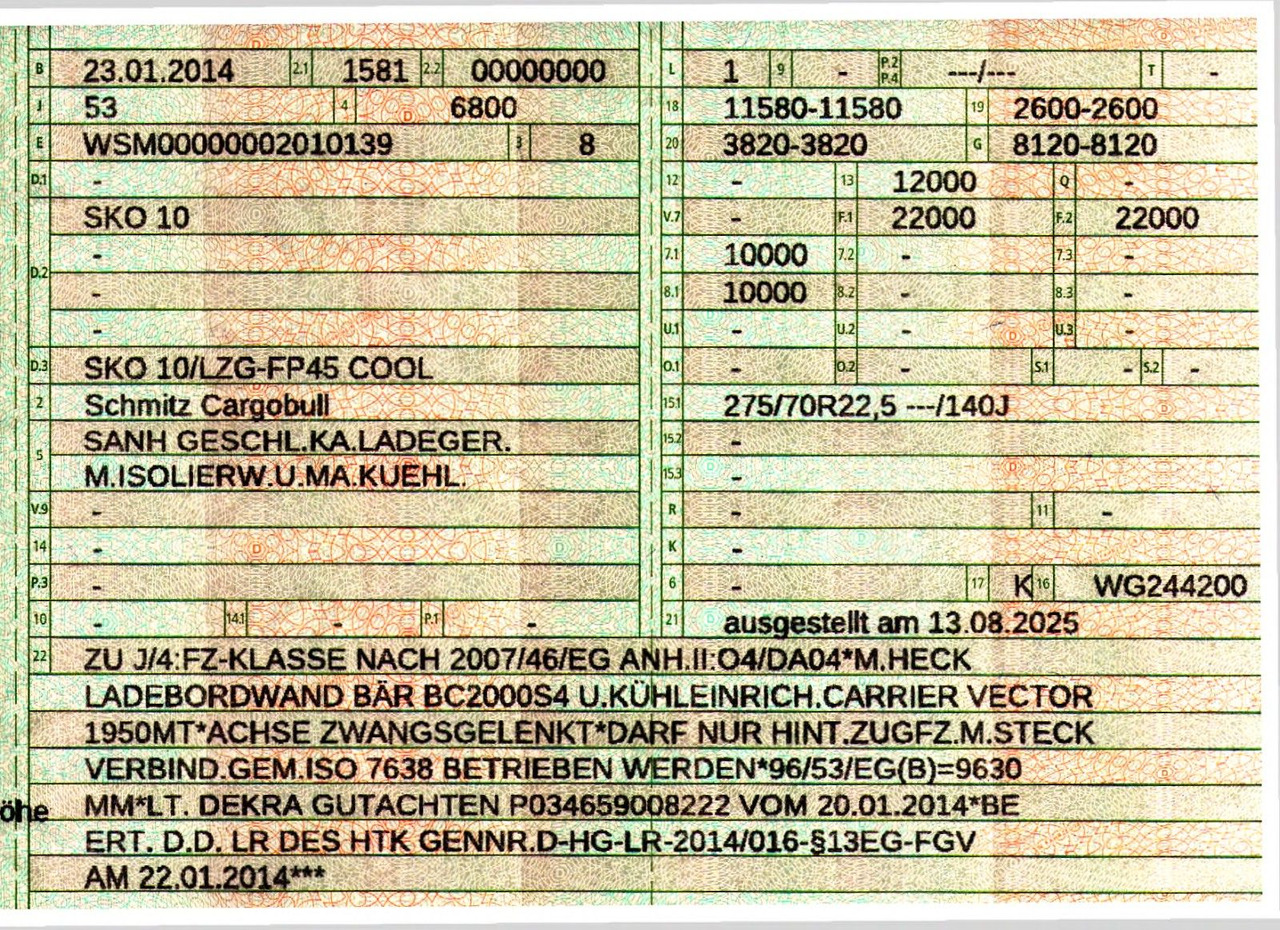 B 23.01.2014 2.1 1581 2.2 00000000
J 53 4 6800
E WSM00000002010139 3 8
D.1 -
D.2 SKO 10
-
-
-
D.3 SKO 10/LZG-FP45 COOL
2 Schmitz Cargobull
5 SANH GESCHL.KA.LADEGER.
M.ISOLIERW.U.MA.KUEHL.
V.9 -
14 -
P.3 -
10 - 14.1 - P.1 -
L 1 9 - P.2 P.4 ---/--- T -
18 11580-11580 19 2600-2600
20 3820-3820 G 8120-8120
12 - 13 12000 Q -
V.7 - F.1 22000 F.2 22000
7.1 10000 7.2 - 7.3 -
8.1 10000 8.2 - 8.3 -
U.1 - U.2 - U.3 -
O.1 - O.2 - S.1 - S.2 -
15.1 275/70R22,5 ---/140J
15.2 -
15.3 -
R - 11 -
K -
6 - 17 K 16 WG244200
21 ausgestellt am 13.08.2025
22 ZU J/4:FZ-KLASSE NACH 2007/46/EG ANH.II:O4/DA04*M.HECK
LADEBORDWAND BÄR BC2000S4 U.KÜHLEINRICH.CARRIER VECTOR
1950MT*ACHSE ZWANGSGELENKT*DARF NUR HINT.ZUGFZ.M.STECK
VERBIND.GEM.ISO 7638 BETRIEBEN WERDEN*96/53/EG(B)=9630
öhe MM*LT. DEKRA GUTACHTEN P034659008222 VOM 20.01.2014*BE
ERT. D.D. LR DES HTK GENNR.D-HG-LR-2014/016-§13EG-FGV
AM 22.01.2014***